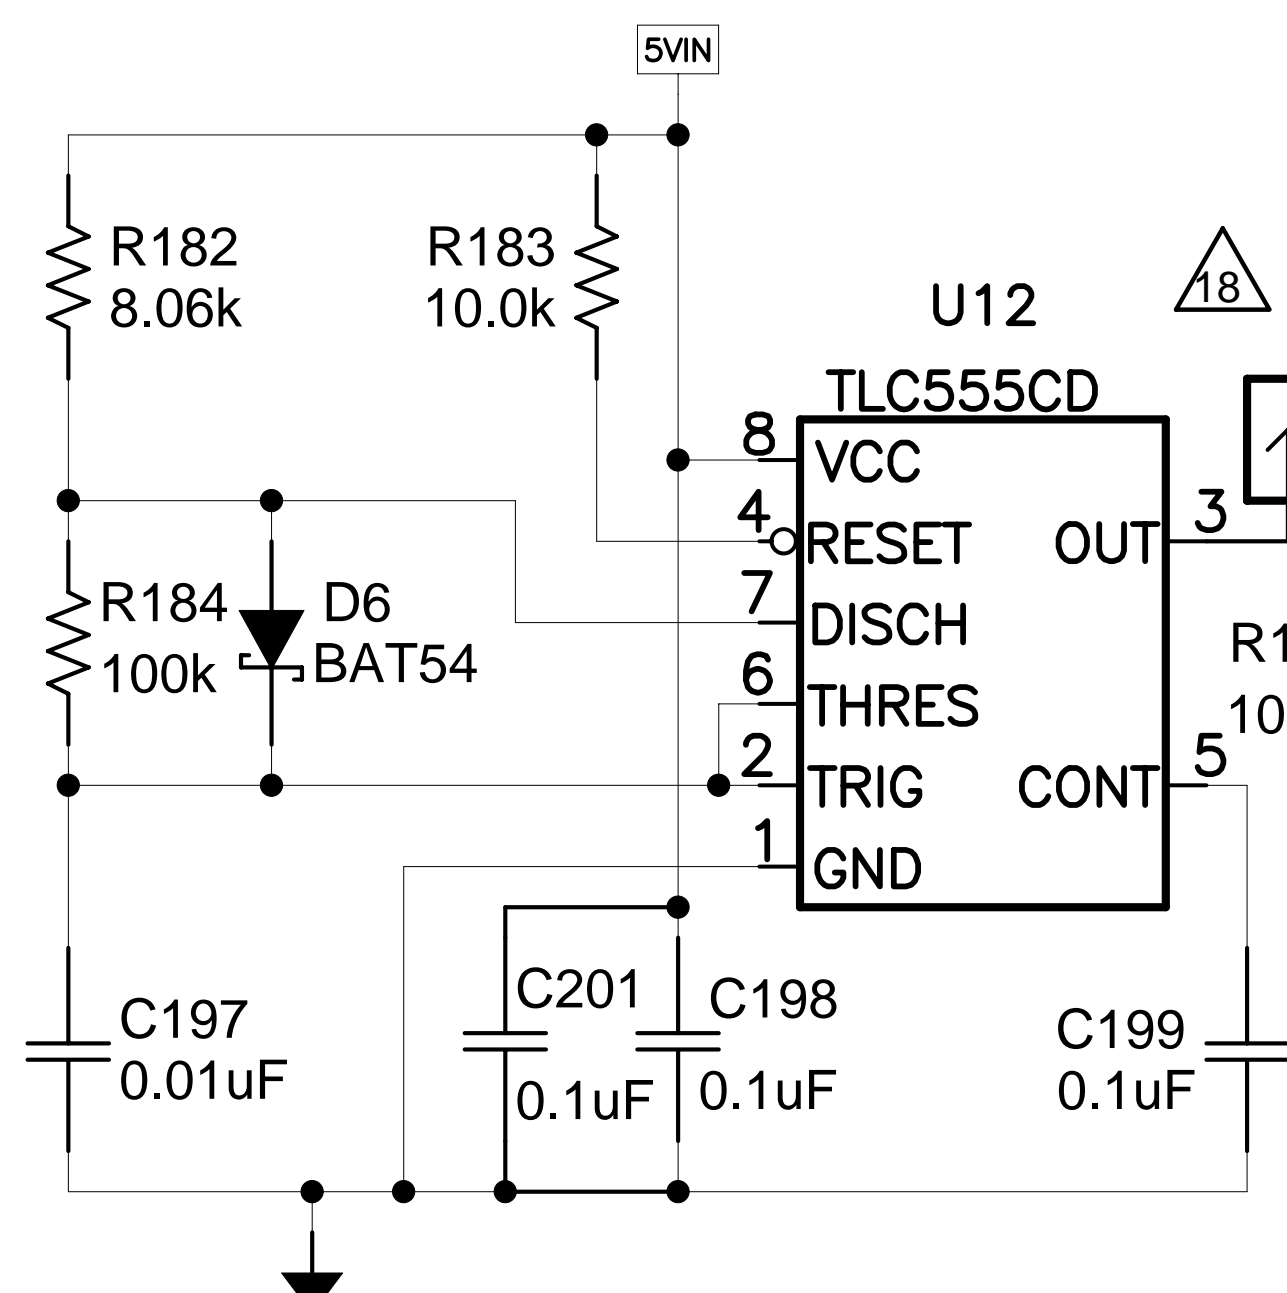 5VIN
R182
8.06k
R183
10.0k
U12
18
TLC555CD
8
VCC
4
RESET
OUT
3
7
DISCH
R184
100k
D6
BAT54
6
THRES
R1
10
2
TRIG
CONT
5
1
GND
C197
0.01uF
C201
0.1uF
C198
0.1uF
C199
0.1uF